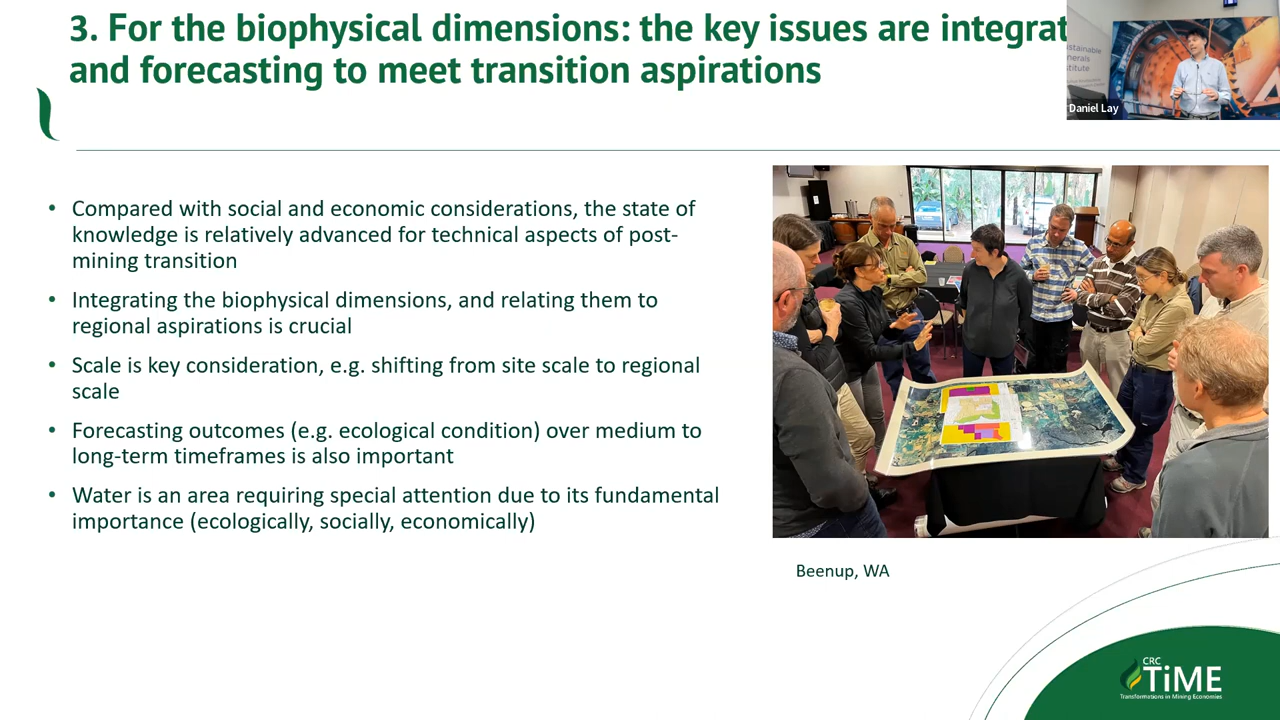 3. For the biophysical dimensions: the key issues are integrat
and forecasting to meet transition aspirations
stainable
nerals
stitute
Daniel Lay
• Compared with social and economic considerations, the state of
knowledge is relatively advanced for technical aspects of post-
mining transition
• Integrating the biophysical dimensions, and relating them to
regional aspirations is crucial
• Scale is key consideration, e.g. shifting from site scale to regional
scale
• Forecasting outcomes (e.g. ecological condition) over medium to
long-term timeframes is also important
• Water is an area requiring special attention due to its fundamental
importance (ecologically, socially, economically)
Beenup, WA
CRC
TiME
Transformations in Mining Economies